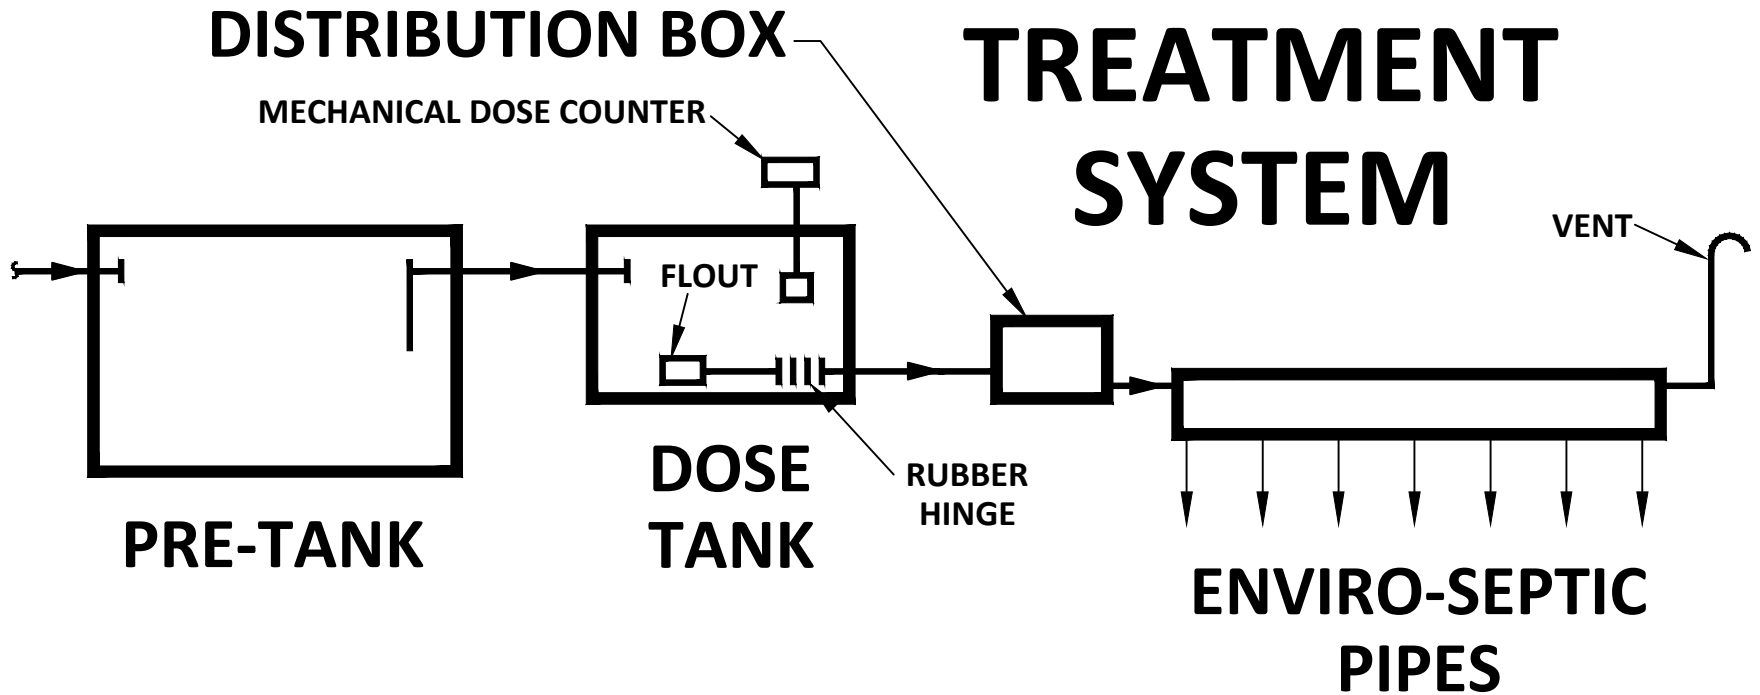 DISTRIBUTION BOX
TREATMENT
SYSTEM
MECHANICAL DOSE COUNTER
VENT
FLOUT
RUBBER
HINGE
DOSE
TANK
PRE-TANK
ENVIRO-SEPTIC
PIPES